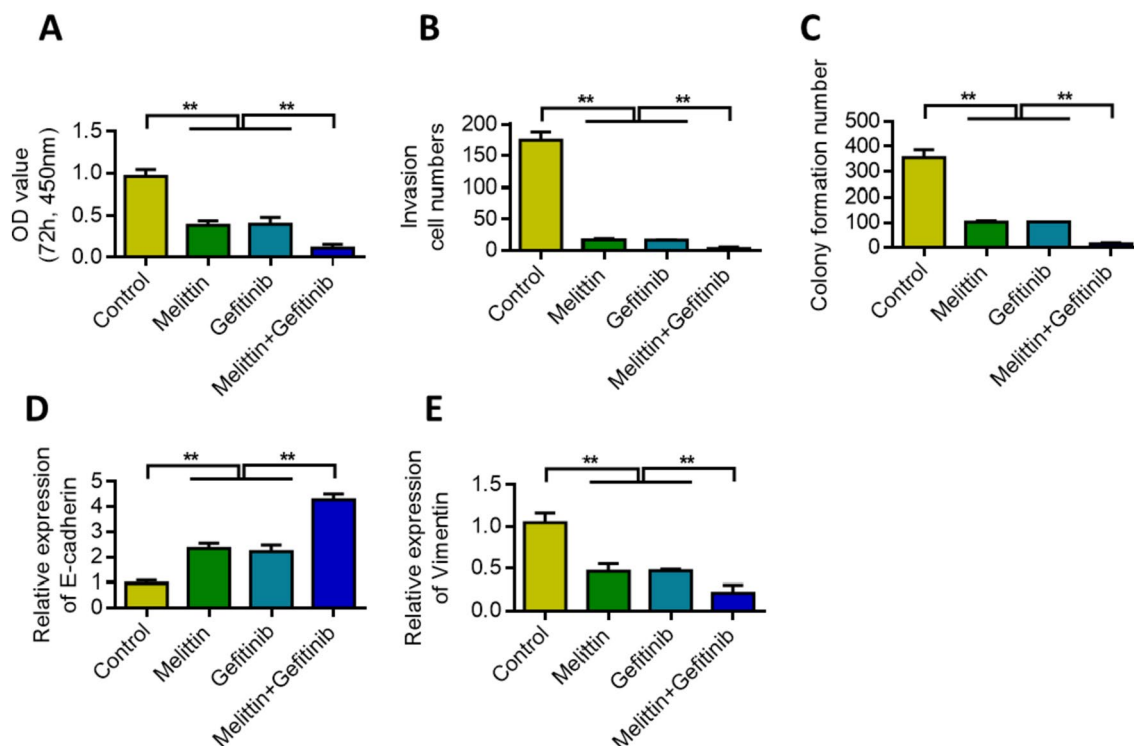 A
**
**
OD value
(72h, 450nm)
1.5
1.0
0.5
0.0
Control
Melittin
Gefitinib
Melittin+Gefitinib
B
**
**
Invasion
cell numbers
200
150
100
50
0
Control
Melittin
Gefitinib
Melittin+Gefitinib
C
**
**
Colony formation number
500
400
300
200
100
0
Control
Melittin
Gefitinib
Melittin+Gefitinib
D
**
**
Relative expression
of E-cadherin
5
4
3
2
1
0
Control
Melittin
Gefitinib
Melittin+Gefitinib
E
**
**
Relative expression
of Vimentin
1.5
1.0
0.5
0.0
Control
Melittin
Gefitinib
Melittin+Gefitinib